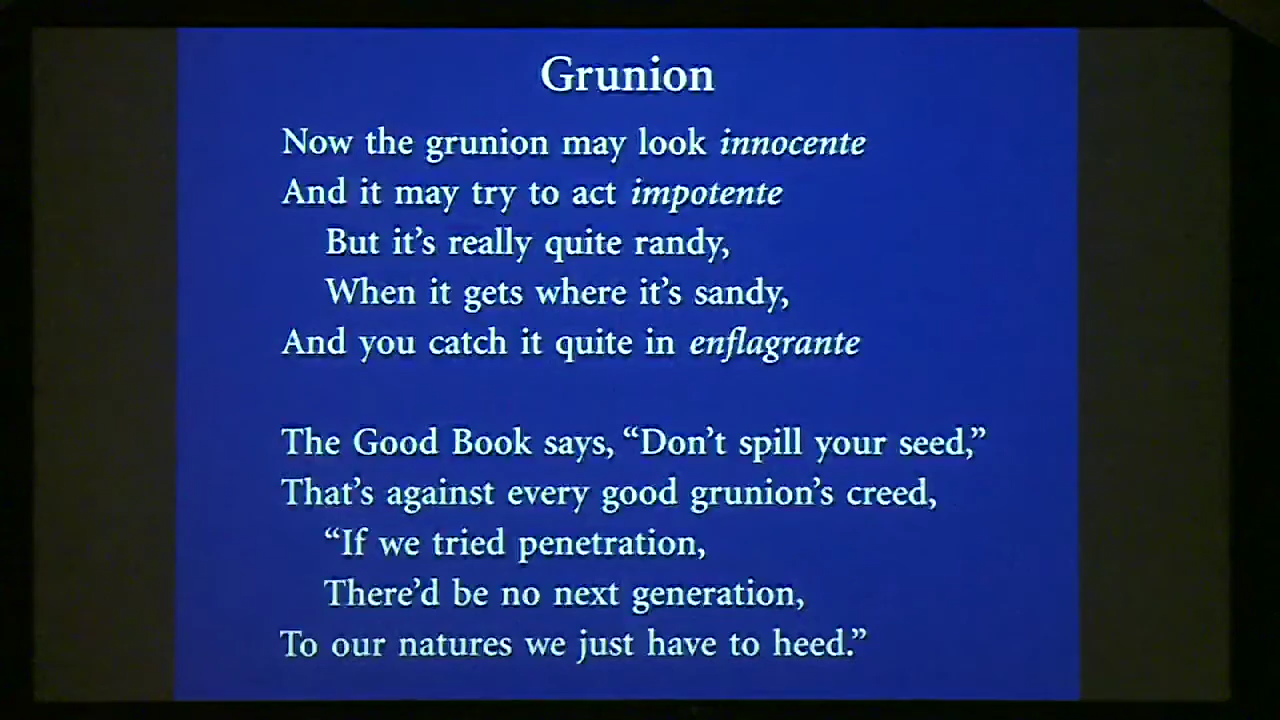 Grunion
Now the grunion may look innocente
And it may try to act impotente
But it's really quite randy,
When it gets where it's sandy,
And you catch it quite in enflagrante
The Good Book says, “Don't spill your seed,”
That's against every good grunion's creed,
“If we tried penetration,
There'd be no next generation,
To our natures we just have to heed.”